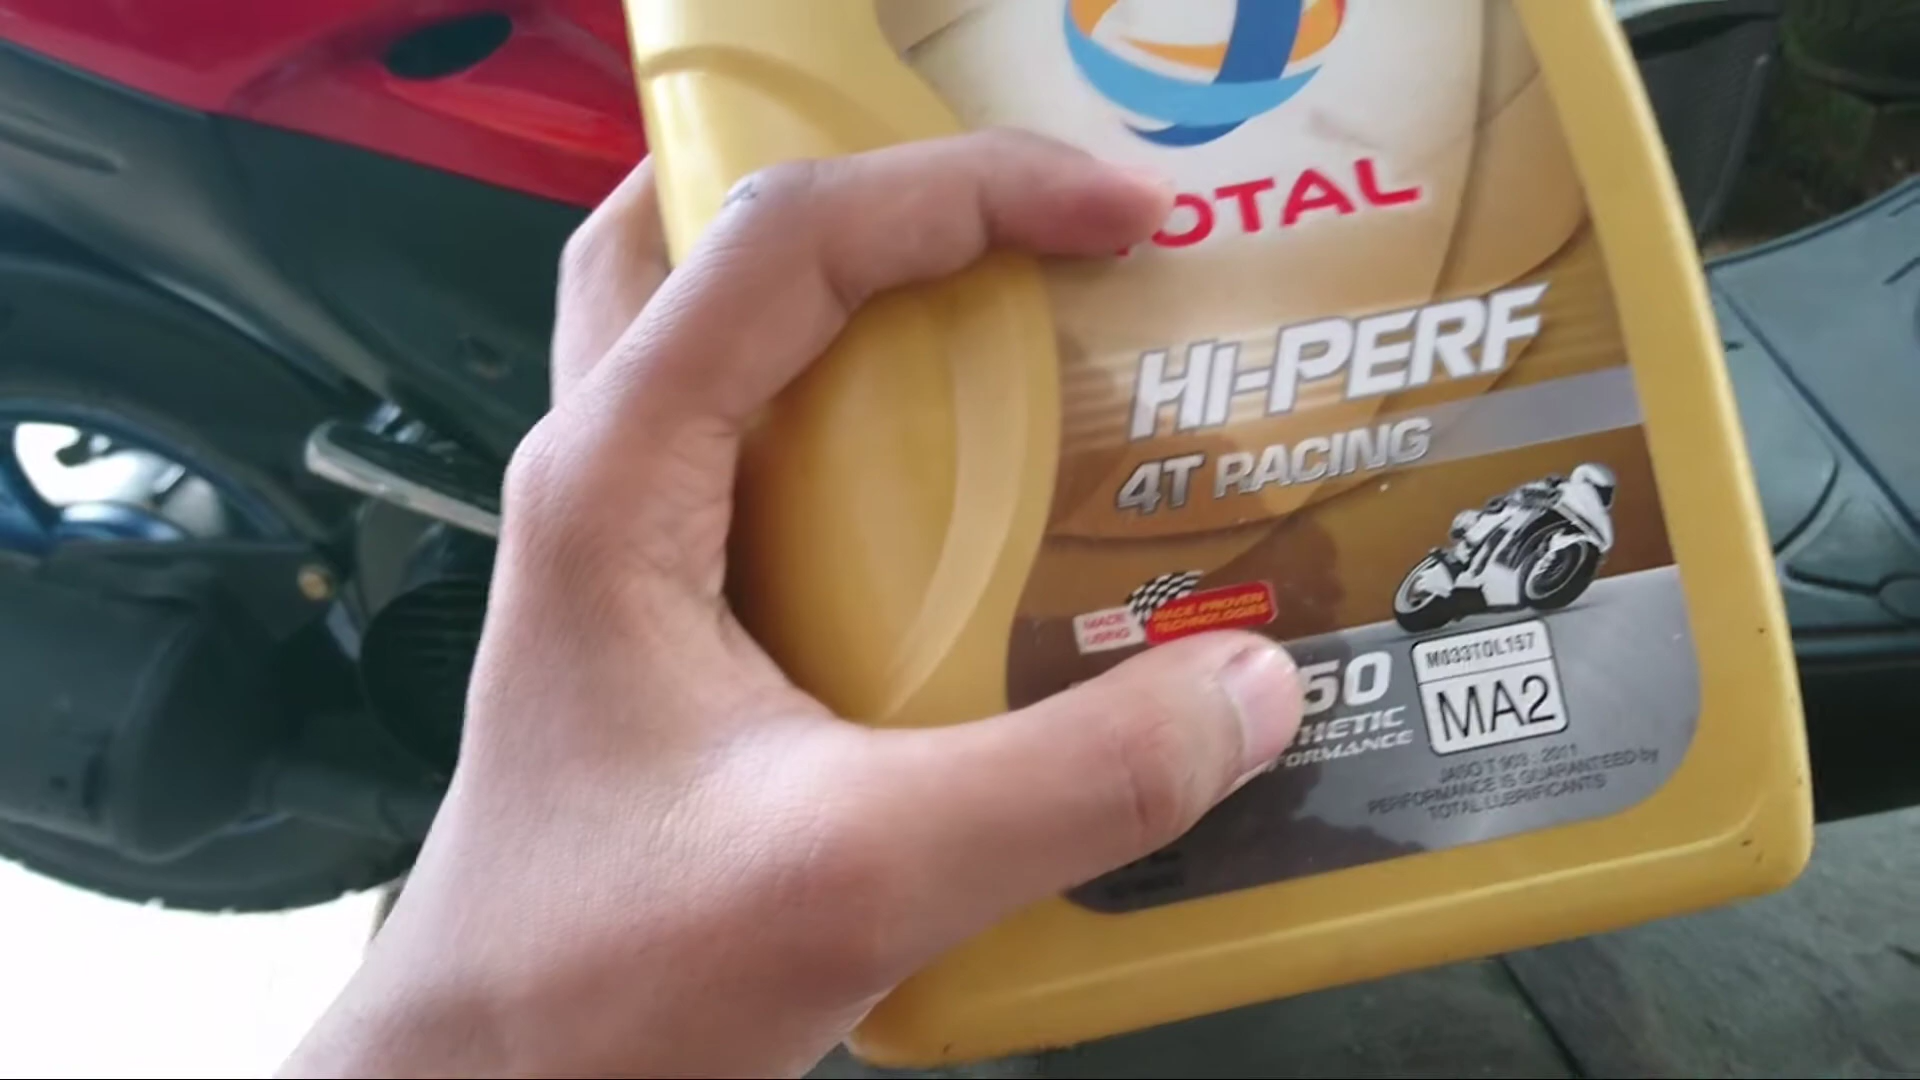 TOTAL
HI-PERF
4T RACING
MADE USING
RACE PROVEN TECHNOLOGIES
50
THETIC
FORMANCE
M033TOL157
MA2
JASO T 903 : 2011
PERFORMANCE IS GUARANTEED by
TOTAL LUBRIFICANTS